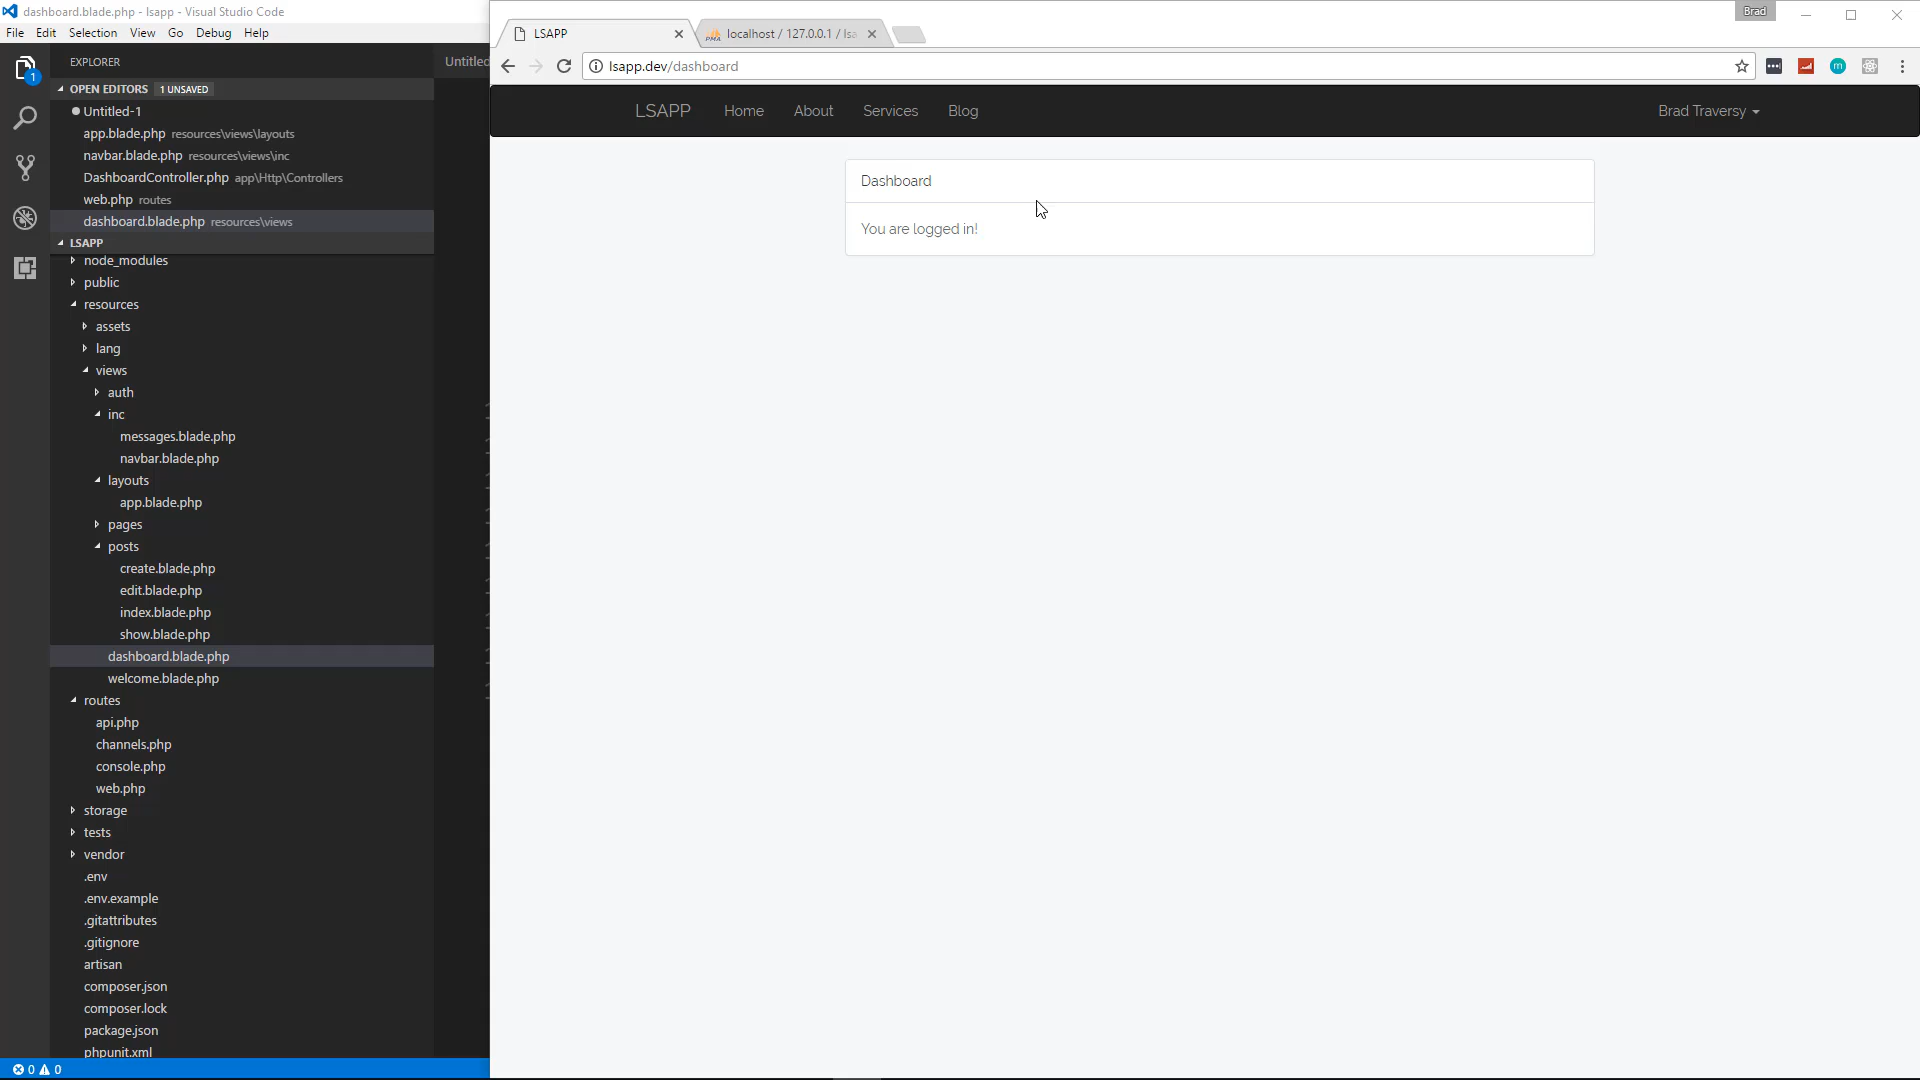 dashboard.blade.php - lsapp - Visual Studio Code
File Edit Selection View Go Debug Help
EXPLORER
OPEN EDITORS 1 UNSAVED
Untitled-1
app.blade.php resources\views\layouts
navbar.blade.php resources\views\inc
DashboardController.php app\Http\Controllers
web.php routes
dashboard.blade.php resources\views
LSAPP
node_modules
public
resources
assets
lang
views
auth
inc
messages.blade.php
navbar.blade.php
layouts
app.blade.php
pages
posts
create.blade.php
edit.blade.php
index.blade.php
show.blade.php
dashboard.blade.php
welcome.blade.php
routes
api.php
channels.php
console.php
web.php
storage
tests
vendor
.env
.env.example
.gitattributes
.gitignore
artisan
composer.json
composer.lock
package.json
phpunit.xml
0 0
1
Untitled
Brad
LSAPP
PMA localhost / 127.0.0.1 / lsa
lsapp.dev/dashboard
m
LSAPP Home About Services Blog Brad Traversy
Dashboard
You are logged in!